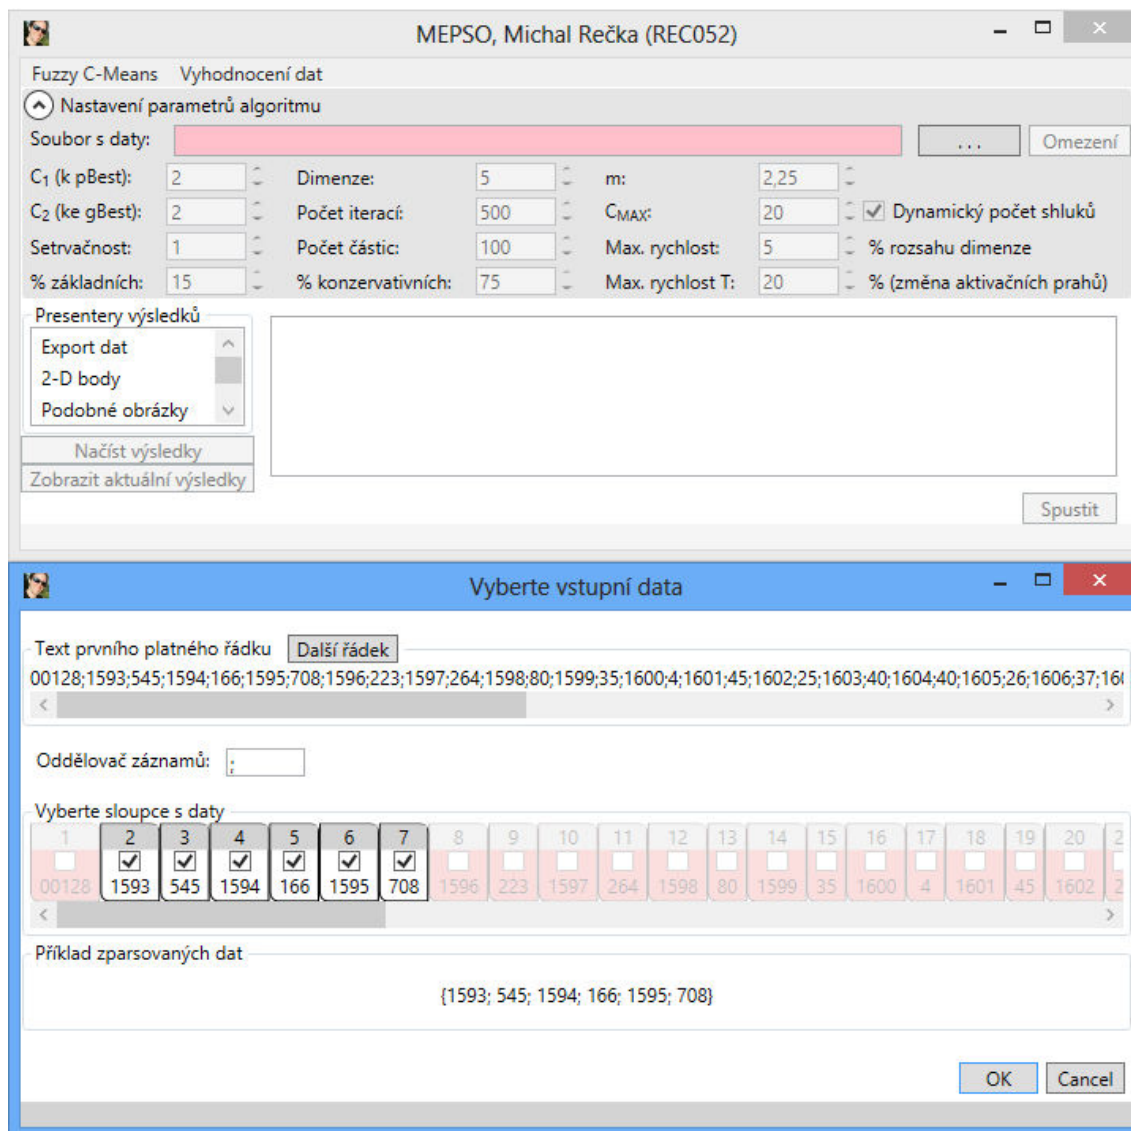 MEPSO, Michal Rečka (REC052)
Fuzzy C-Means Vyhodnocení dat
Nastavení parametrů algoritmu
Soubor s daty: ... Omezení
C₁ (k pBest): 2 Dimenze: 5 m: 2,25
C₂ (ke gBest): 2 Počet iterací: 500 CMAX: 20 Dynamický počet shluků
Setrvačnost: 1 Počet částic: 100 Max. rychlost: 5 % rozsahu dimenze
% základních: 15 % konzervativních: 75 Max. rychlost T: 20 % (změna aktivačních prahů)
Presentery výsledků
Export dat
2-D body
Podobné obrázky
Načíst výsledky
Zobrazit aktuální výsledky
Spustit
Vyberte vstupní data
Text prvního platného řádku Další řádek
00128;1593;545;1594;166;1595;708;1596;223;1597;264;1598;80;1599;35;1600;4;1601;45;1602;25;1603;40;1604;40;1605;26;1606;37;160
Oddělovač záznamů: ;
Vyberte sloupce s daty
1 2 3 4 5 6 7 8 9 10 11 12 13 14 15 16 17 18 19 20 2
00128 1593 545 1594 166 1595 708 1596 223 1597 264 1598 80 1599 35 1600 4 1601 45 1602 2
Příklad zparsovaných dat
{1593; 545; 1594; 166; 1595; 708}
OK Cancel